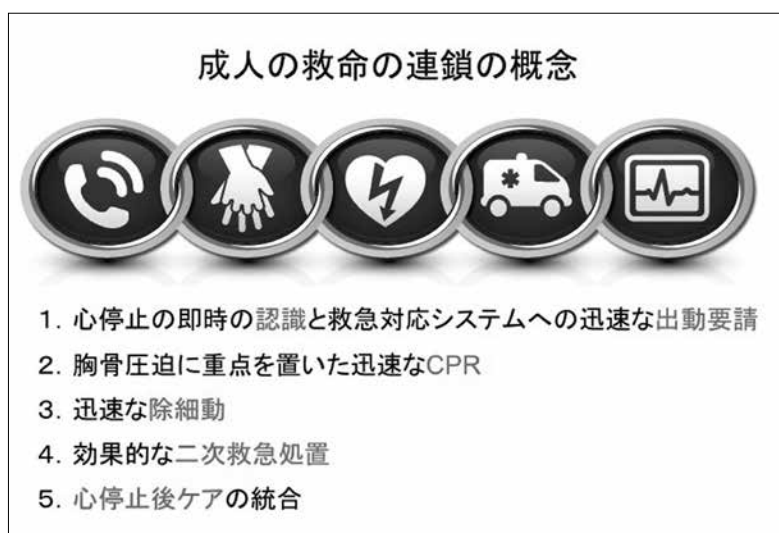 成人の救命の連鎖の概念
1. 心停止の即時の認識と救急対応システムへの迅速な出動要請
2. 胸骨圧迫に重点を置いた迅速なCPR
3. 迅速な除細動
4. 効果的な二次救急処置
5. 心停止後ケアの統合